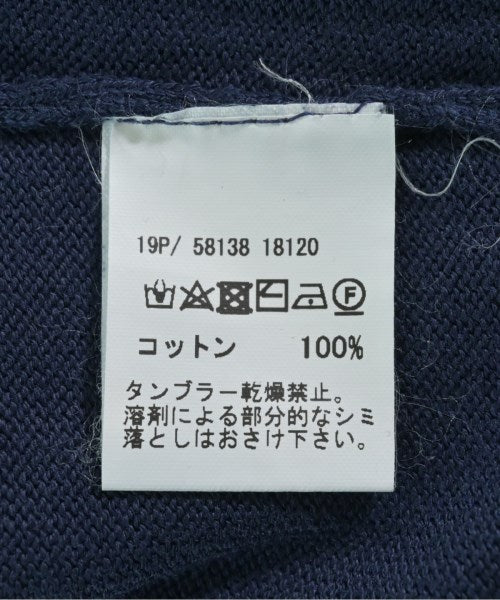 19P/ 58138 18120
F
コットン 100%
タンブラー乾燥禁止。
溶剤による部分的なシミ
落としはおさけ下さい。